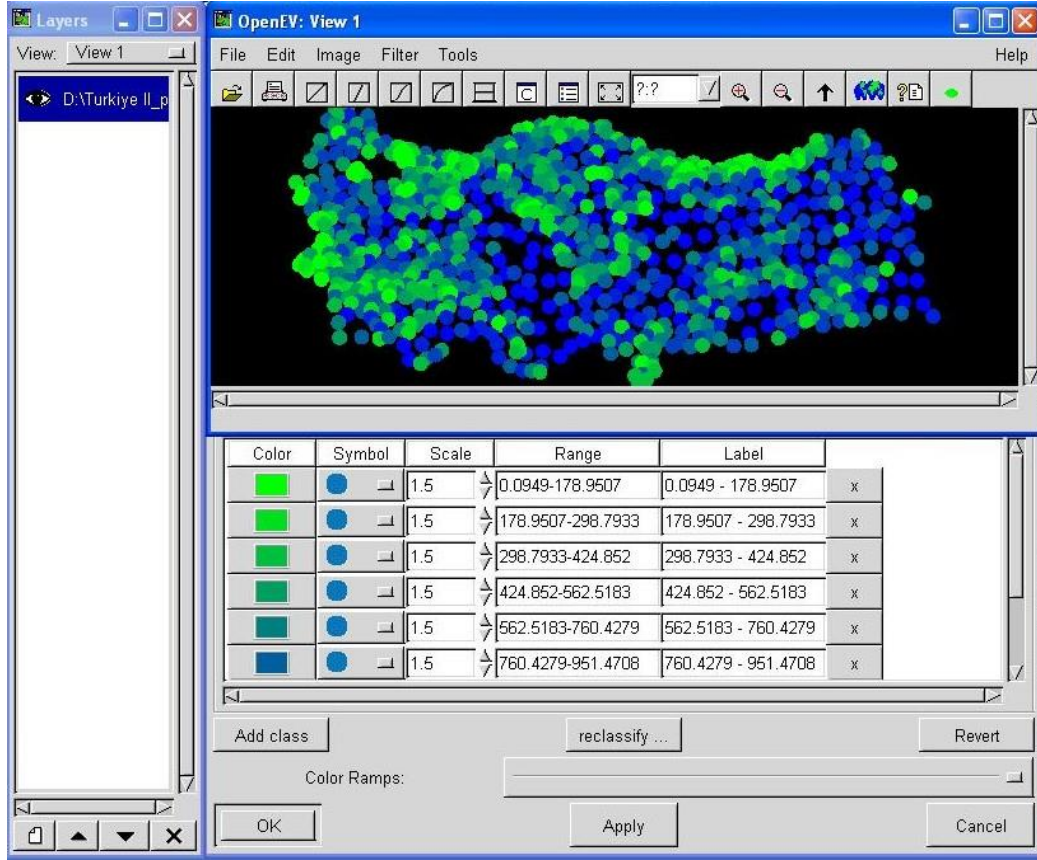 Layers
View: View 1
D:\Turkiye II_p
OpenEV: View 1
File Edit Image Filter Tools Help
?:?
Color Symbol Scale Range Label
1.5 0.0949-178.9507 0.0949 - 178.9507 x
1.5 178.9507-298.7933 178.9507 - 298.7933 x
1.5 298.7933-424.852 298.7933 - 424.852 x
1.5 424.852-562.5183 424.852 - 562.5183 x
1.5 562.5183-760.4279 562.5183 - 760.4279 x
1.5 760.4279-951.4708 760.4279 - 951.4708 x
Add class reclassify ... Revert
Color Ramps:
OK Apply Cancel